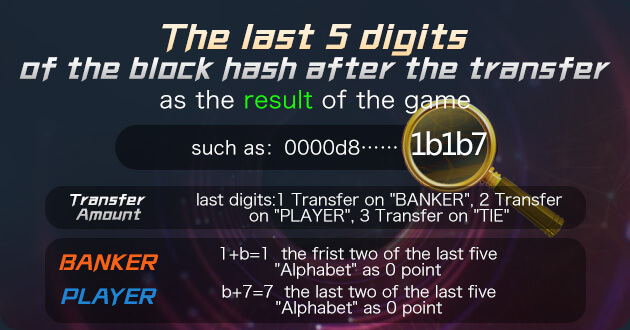 The last 5 digits
of the block hash after the transfer
as the result of the game
such as: 0000d8······ 1b1b7
Transfer
Amount
last digits:1 Transfer on "BANKER", 2 Transfer
on "PLAYER", 3 Transfer on "TIE"
BANKER
1+b=1 the frist two of the last five
"Alphabet" as 0 point
PLAYER
b+7=7 the last two of the last five
"Alphabet" as 0 point